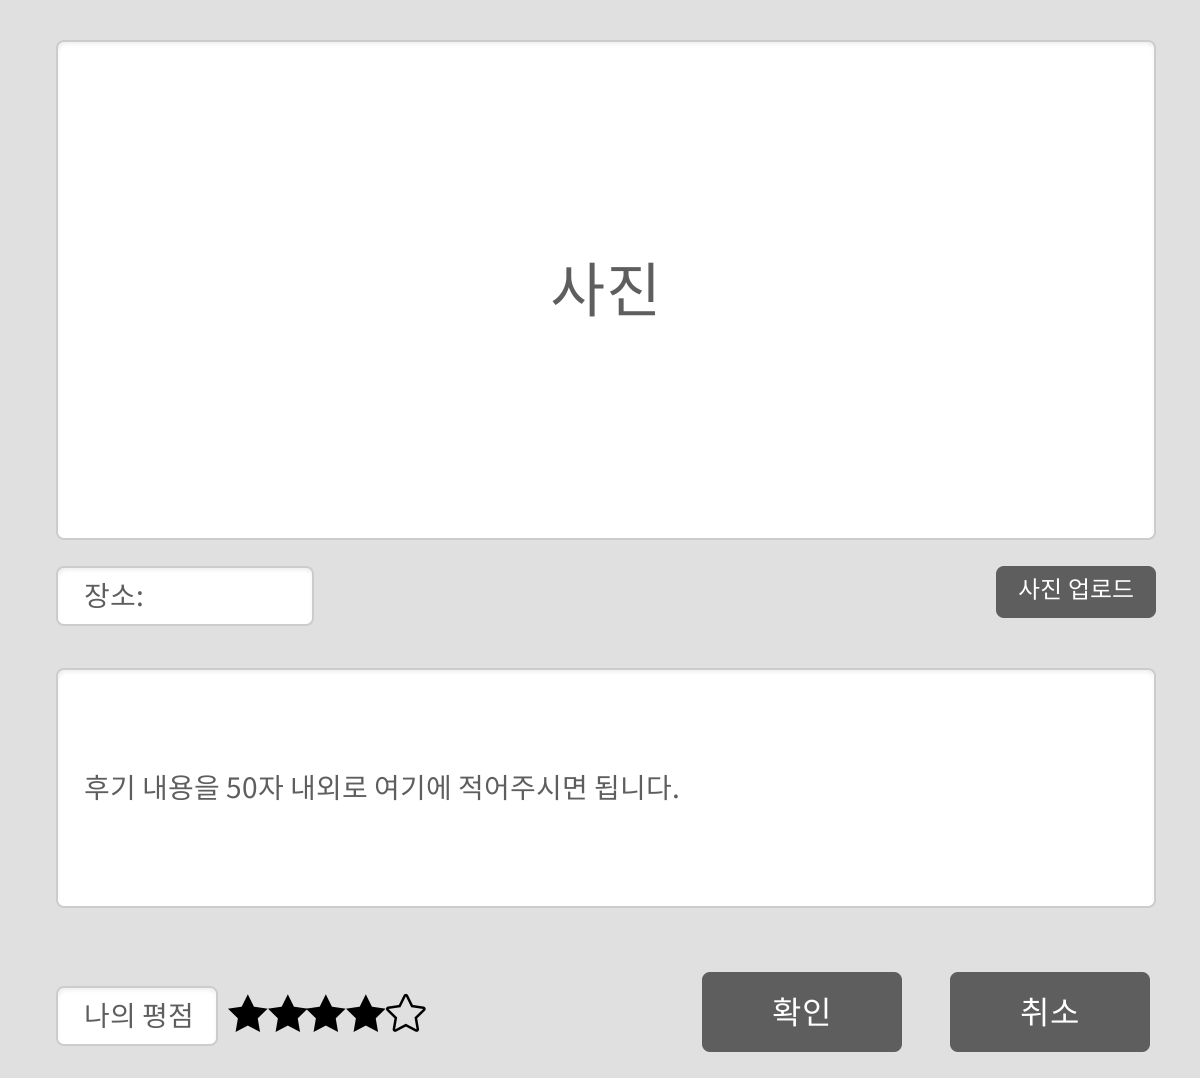 사진
장소:
사진 업로드
후기 내용을 50자 내외로 여기에 적어주시면 됩니다.
나의 평점
확인
취소